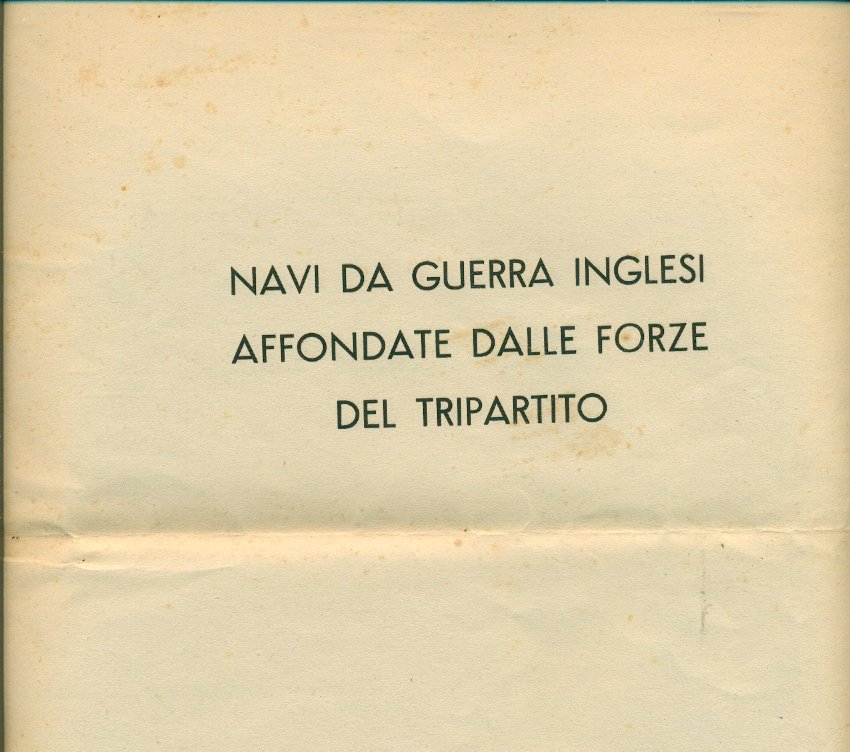 NAVI DA GUERRA INGLESI
AFFONDATE DALLE FORZE
DEL TRIPARTITO